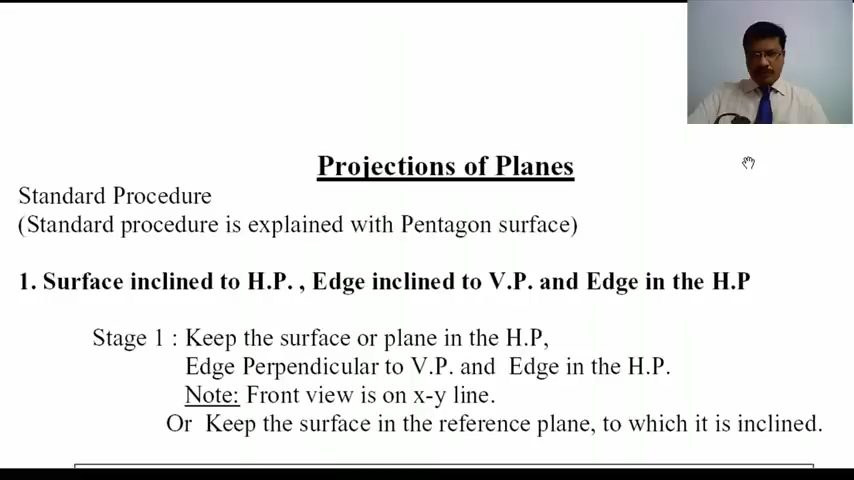 Projections of Planes
Standard Procedure
(Standard procedure is explained with Pentagon surface)
1. Surface inclined to H.P. , Edge inclined to V.P. and Edge in the H.P
Stage 1 : Keep the surface or plane in the H.P,
Edge Perpendicular to V.P. and Edge in the H.P.
Note: Front view is on x-y line.
Or Keep the surface in the reference plane, to which it is inclined.